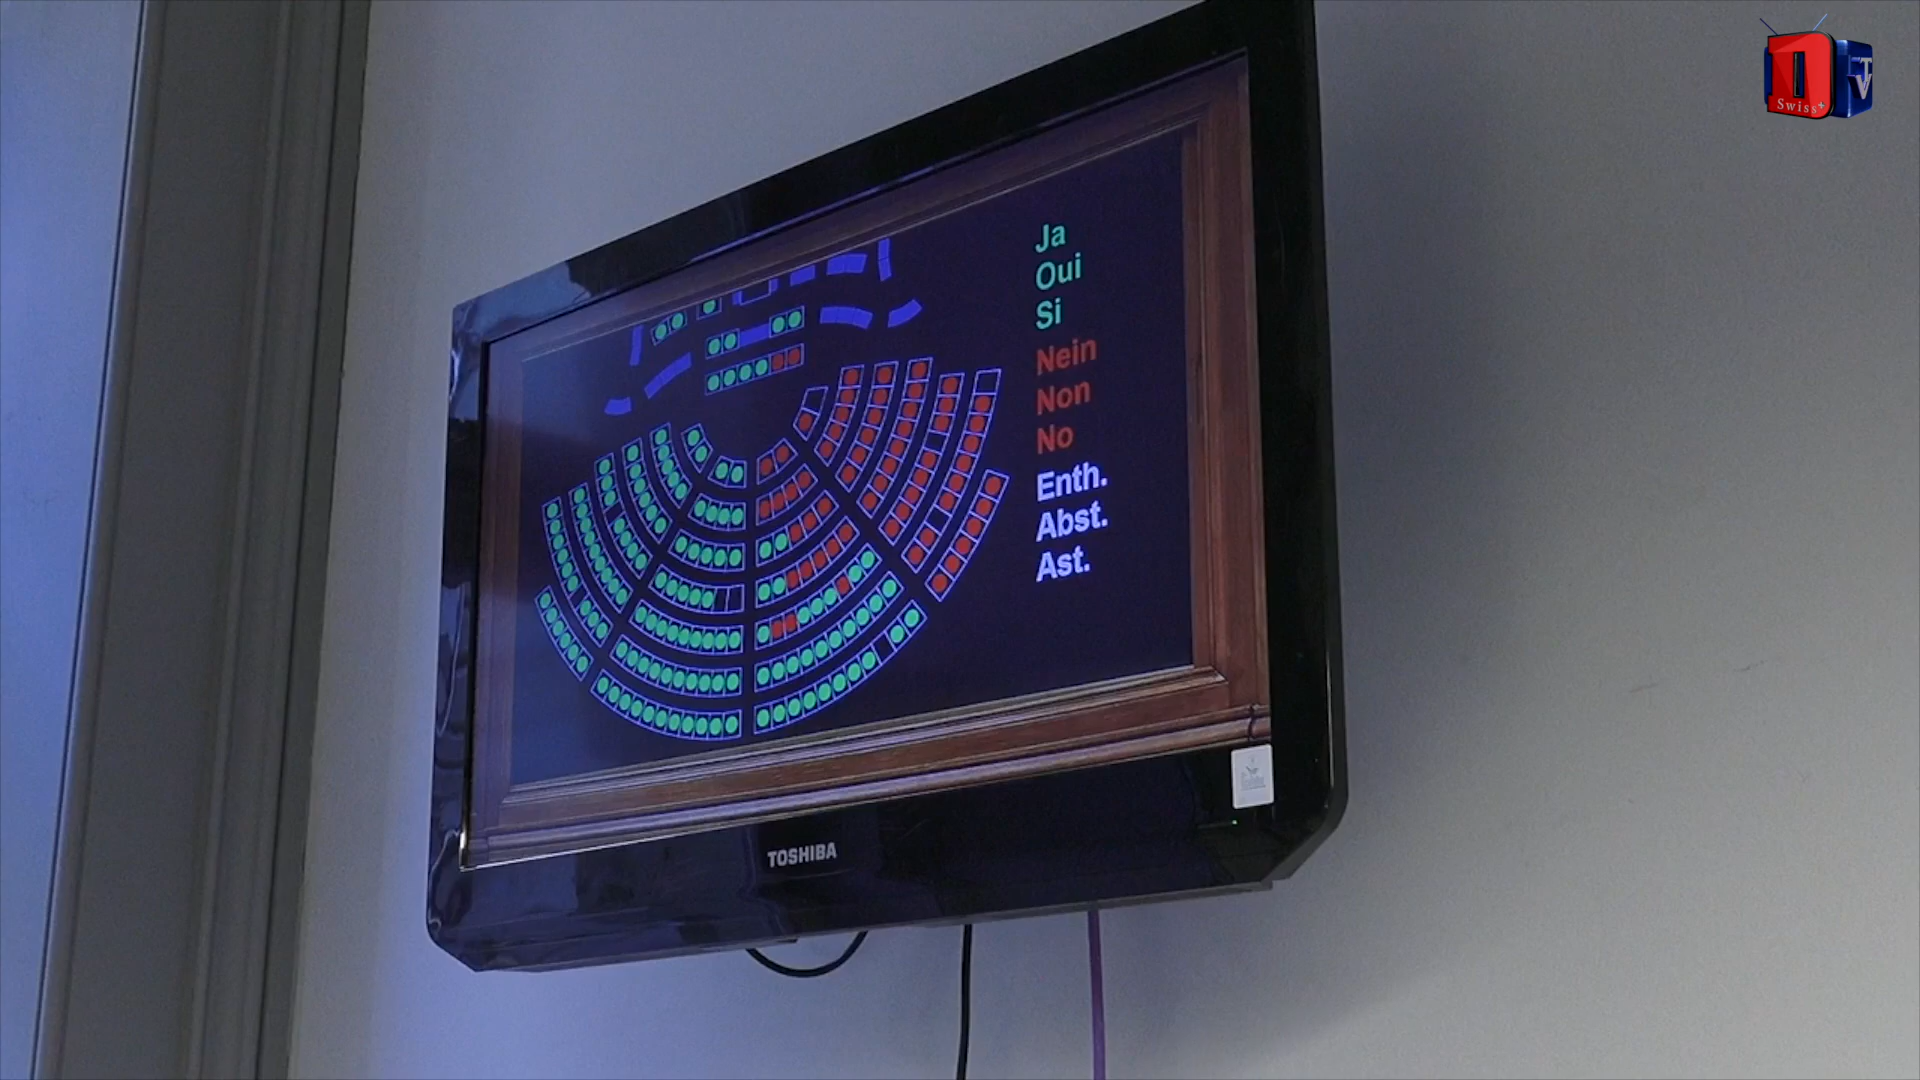 Ja
Oui
Si
Nein
Non
No
Enth.
Abst.
Ast.
TOSHIBA
Swiss+
TV